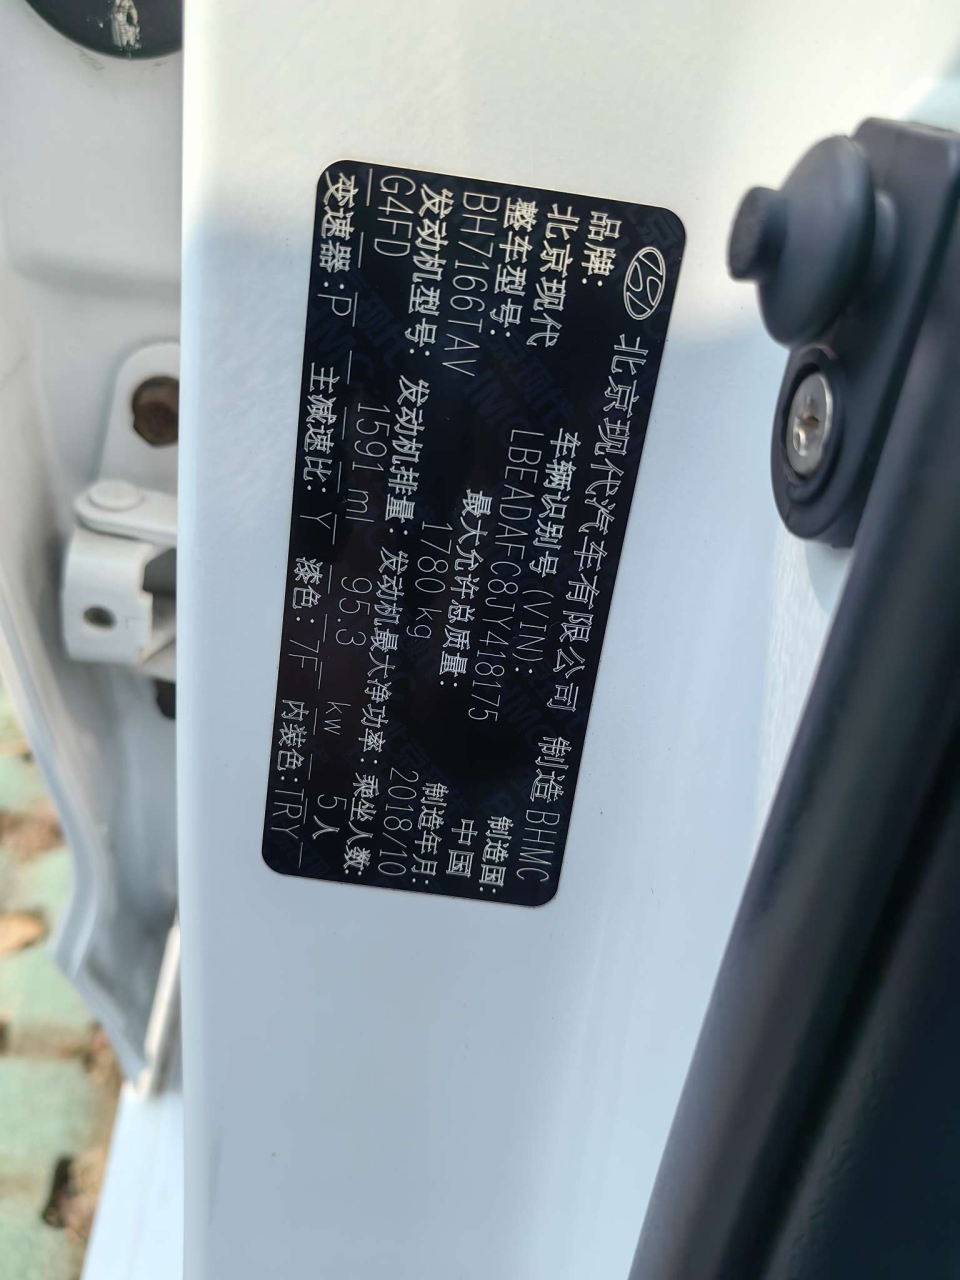 北京现代汽车有限公司 制造 BHMC
品牌: 车辆识别号（VIN）: 制造国:
北京现代 LBEADAFC8JY418175 中国
整车型号: 最大允许总质量: 制造年月:
BH7166TAV 1780 kg 2018/10
发动机型号: 发动机排量: 发动机最大净功率: 乘坐人数:
G4FD 1591 ml 95.3 kw 5人
变速器: P 主减速比: Y 漆色: 7F 内装色: TRY